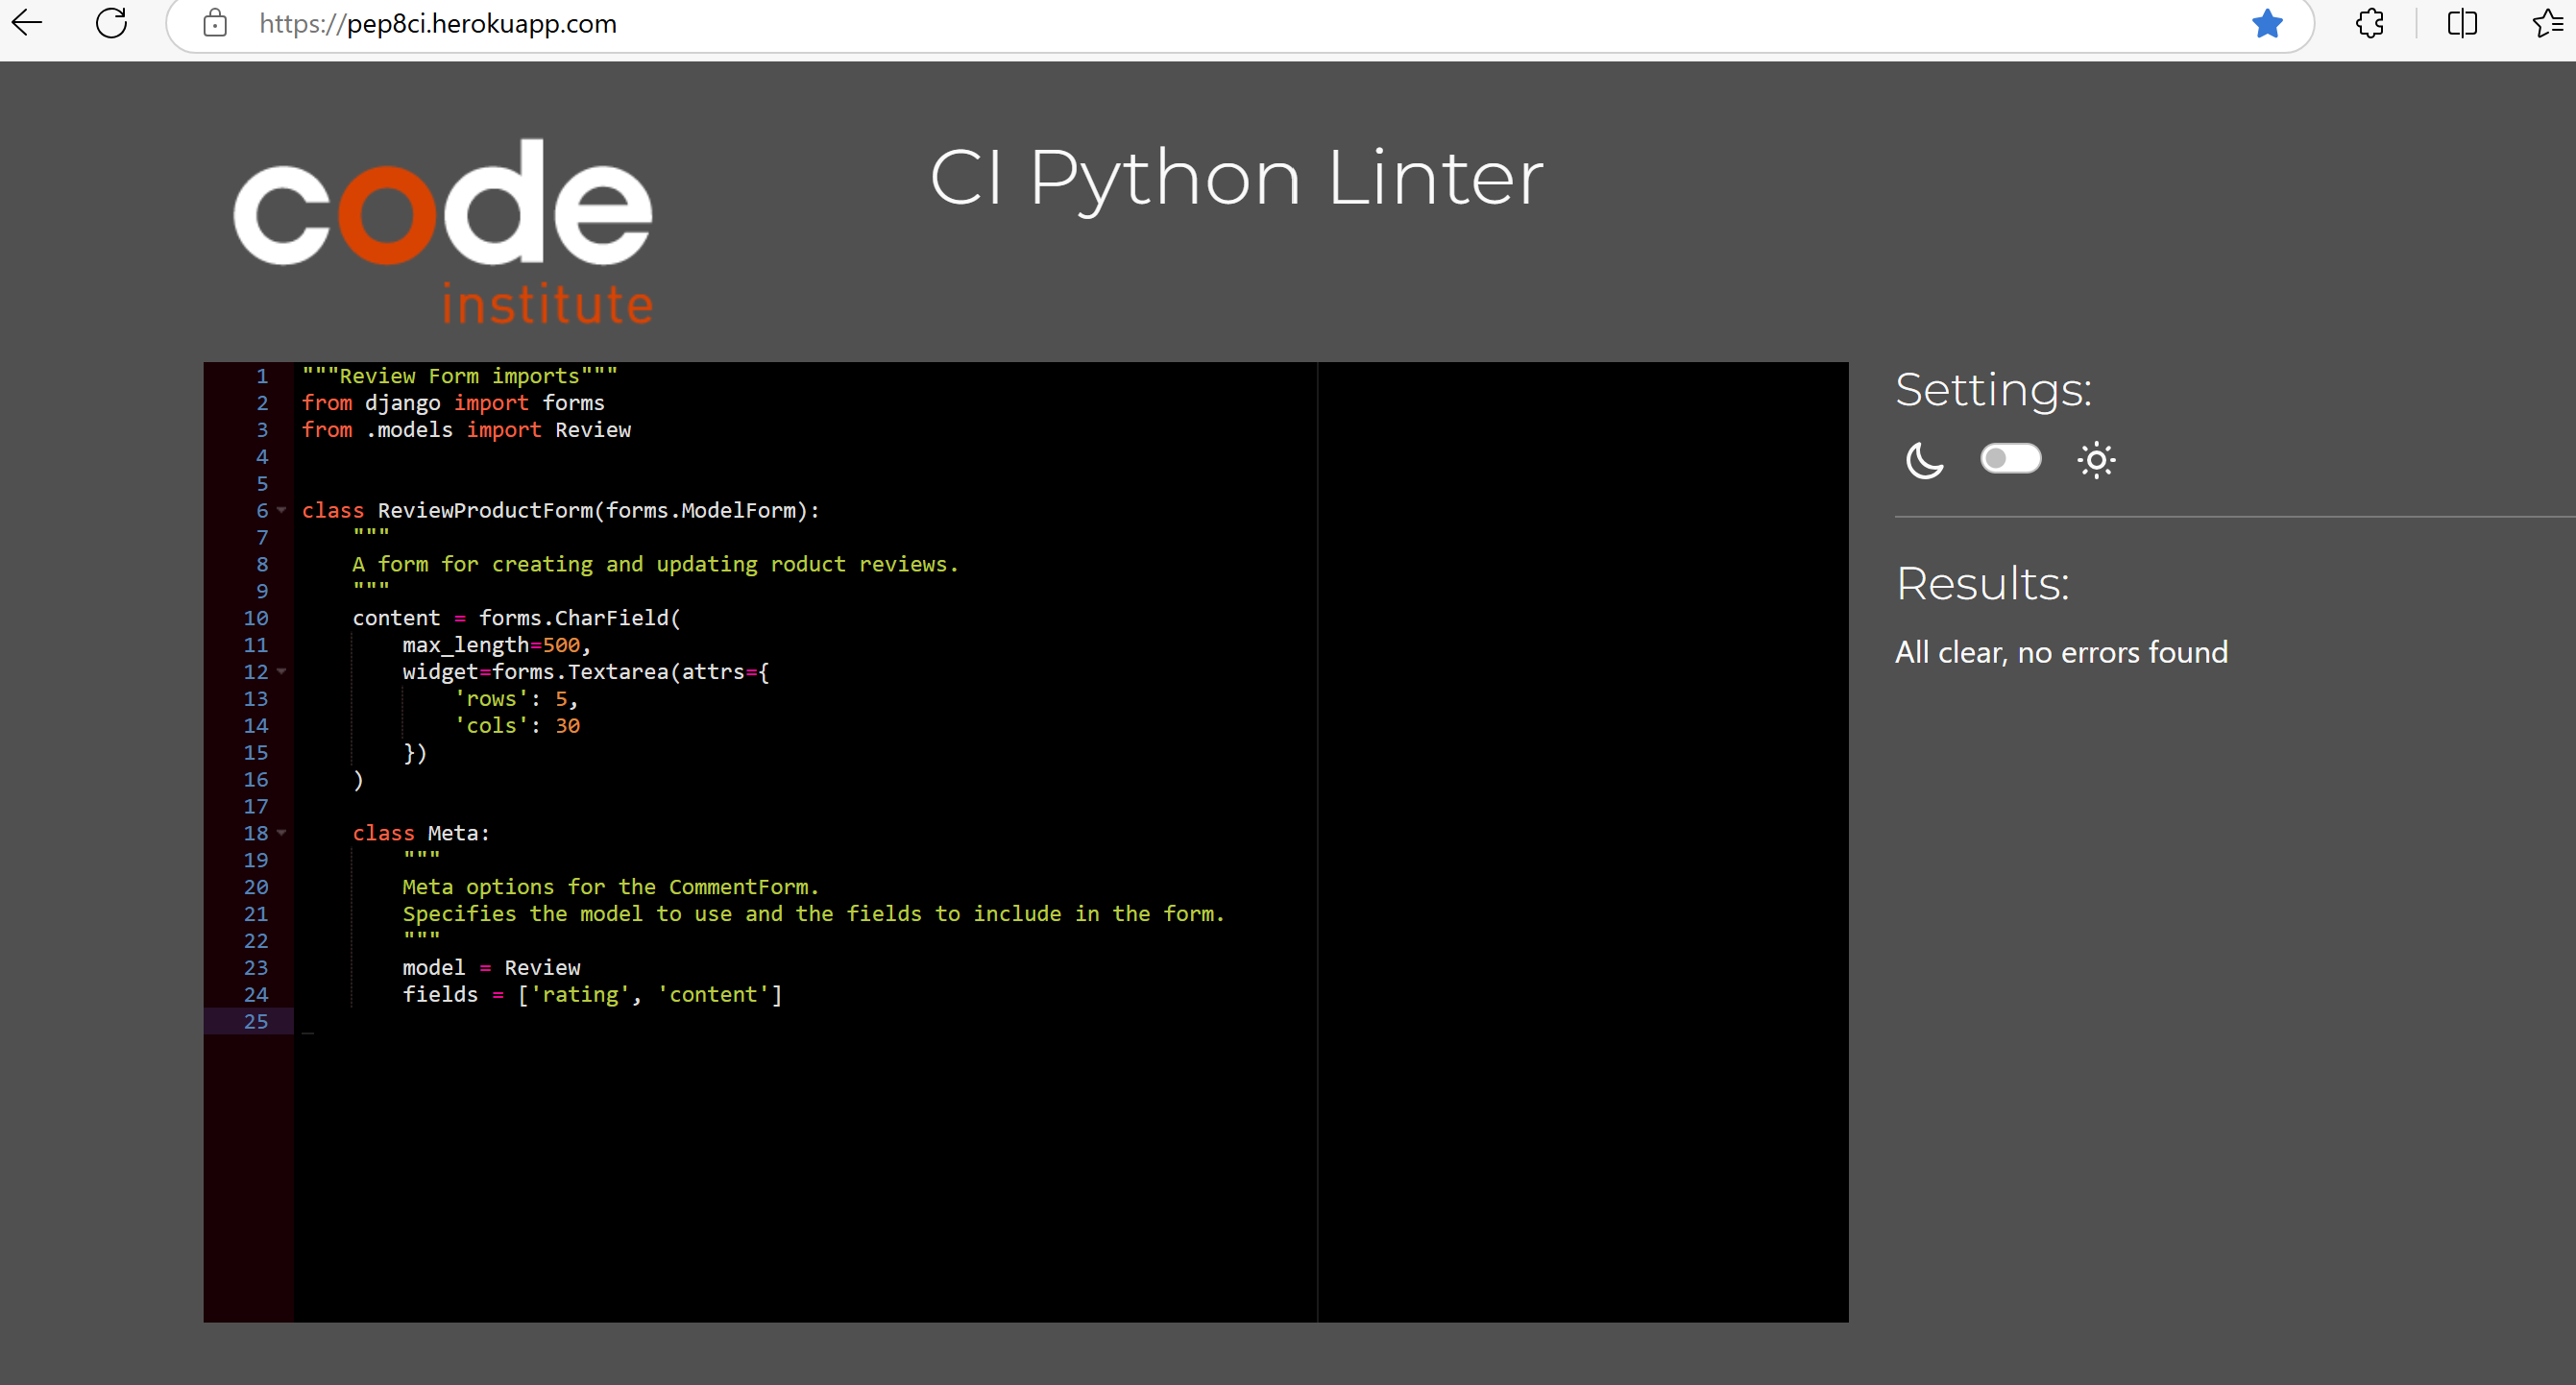 https://pep8ci.herokuapp.com
code
institute
CI Python Linter
1 """Review Form imports"""
2 from django import forms
3 from .models import Review
4
5
6 class ReviewProductForm(forms.ModelForm):
7     """
8     A form for creating and updating roduct reviews.
9     """
10     content = forms.CharField(
11         max_length=500,
12         widget=forms.Textarea(attrs={
13             'rows': 5,
14             'cols': 30
15         })
16     )
17
18     class Meta:
19         """
20         Meta options for the CommentForm.
21         Specifies the model to use and the fields to include in the form.
22         """
23         model = Review
24         fields = ['rating', 'content']
25
Settings:
Results:
All clear, no errors found